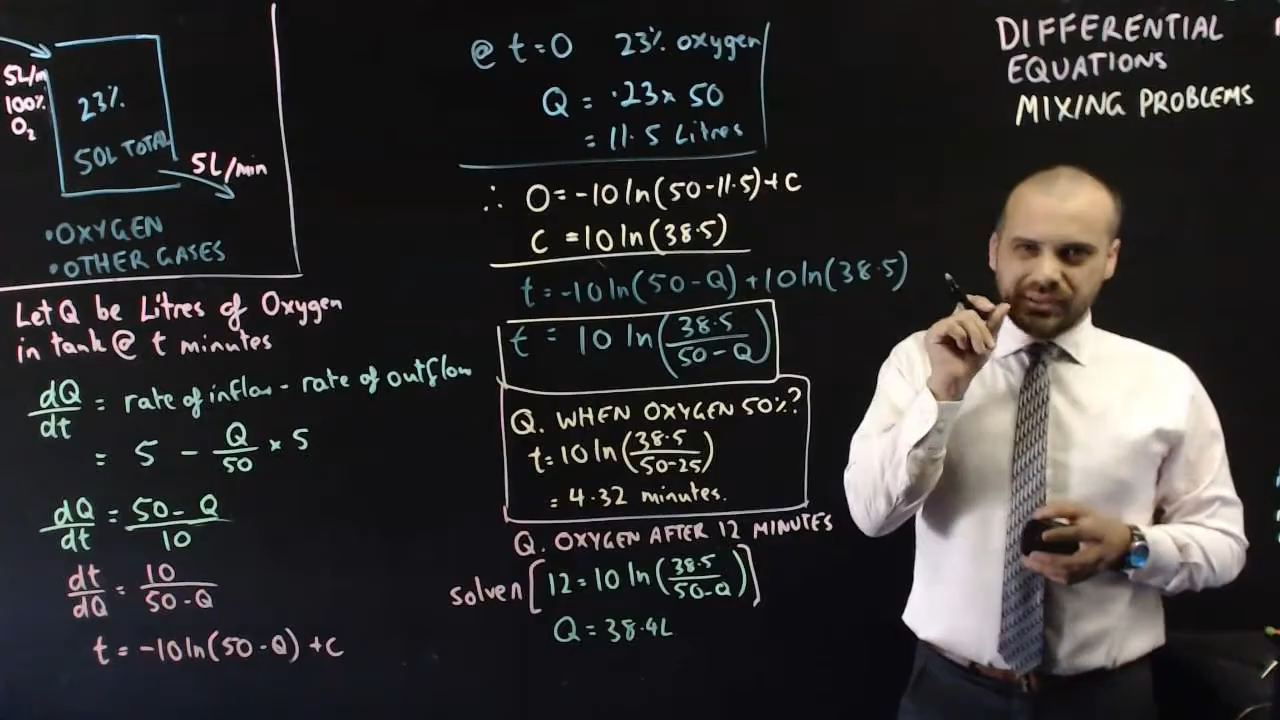 5L/m
100%
O₂
23%
50L TOTAL
5L/min
• OXYGEN
• OTHER GASES
Let Q be Litres of Oxygen
in tank @ t minutes
dQ/dt = rate of inflow - rate of outflow
= 5 - Q/50 × 5
dQ/dt = 50 - Q/10
dt/dQ = 10/50 - Q
t = -10 ln(50 - Q) + C
@ t = 0 23% oxygen
Q = .23 × 50
= 11.5 Litres
∴ 0 = -10 ln(50 - 11.5) + C
C = 10 ln(38.5)
t = -10 ln(50 - Q) + 10 ln(38.5)
t = 10 ln(38.5/50 - Q)
Q. WHEN OXYGEN 50%?
t = 10 ln(38.5/50-25)
= 4.32 minutes.
Q. OXYGEN AFTER 12 MINUTES
solven [12 = 10 ln(38.5/50-Q)]
Q = 38.4L
DIFFERENTIAL
EQUATIONS
MIXING PROBLEMS